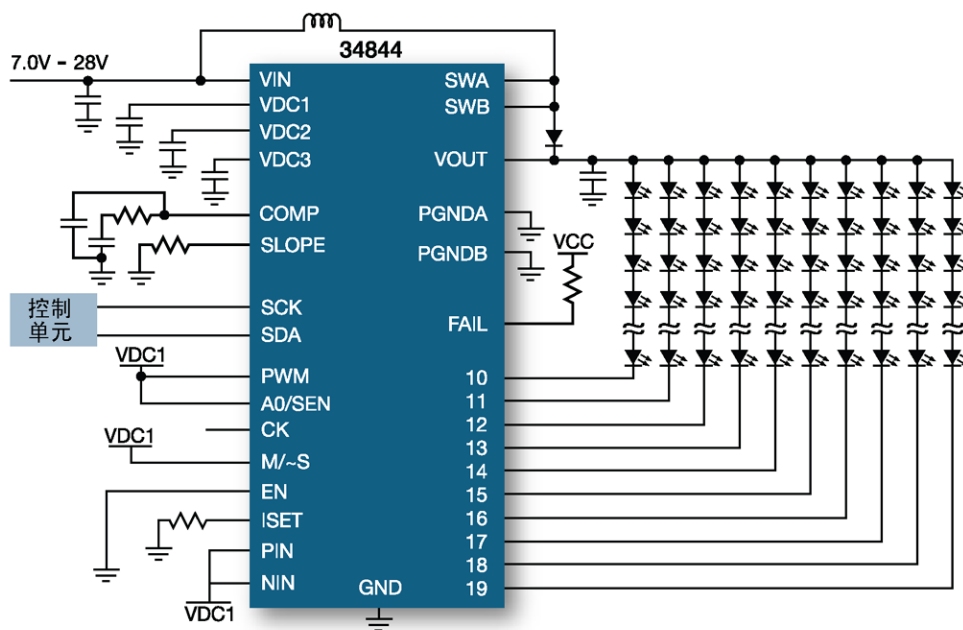 34844
7.0V – 28V
VIN
VDC1
VDC2
VDC3
COMP
SLOPE
控制
单元
SCK
SDA
VDC1
PWM
A0/SEN
CK
VDC1
M/~S
EN
ISET
PIN
NIN
VDC1
GND
SWA
SWB
VOUT
PGNDA
PGNDB
VCC
FAIL
10
11
12
13
14
15
16
17
18
19